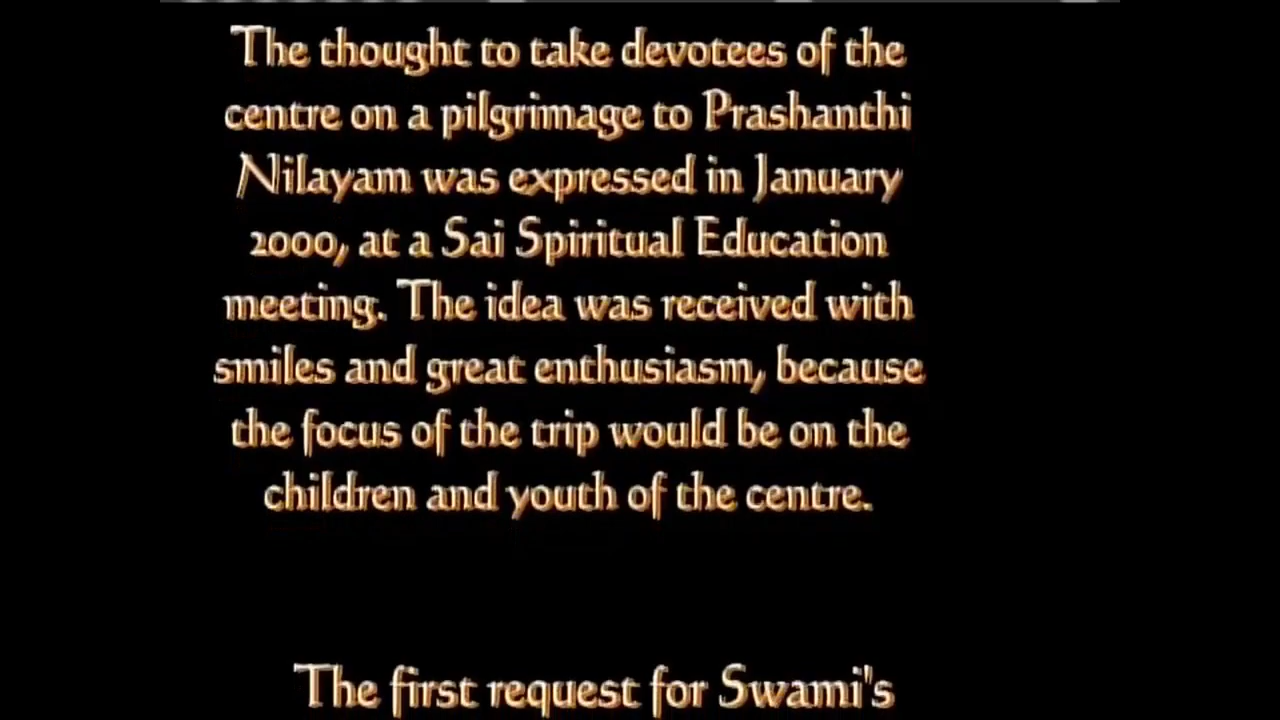 The thought to take devotees of the
centre on a pilgrimage to Prashanthi
Nilayam was expressed in January
2000, at a Sai Spiritual Education
meeting. The idea was received with
smiles and great enthusiasm, because
the focus of the trip would be on the
children and youth of the centre.
The first request for Swami's